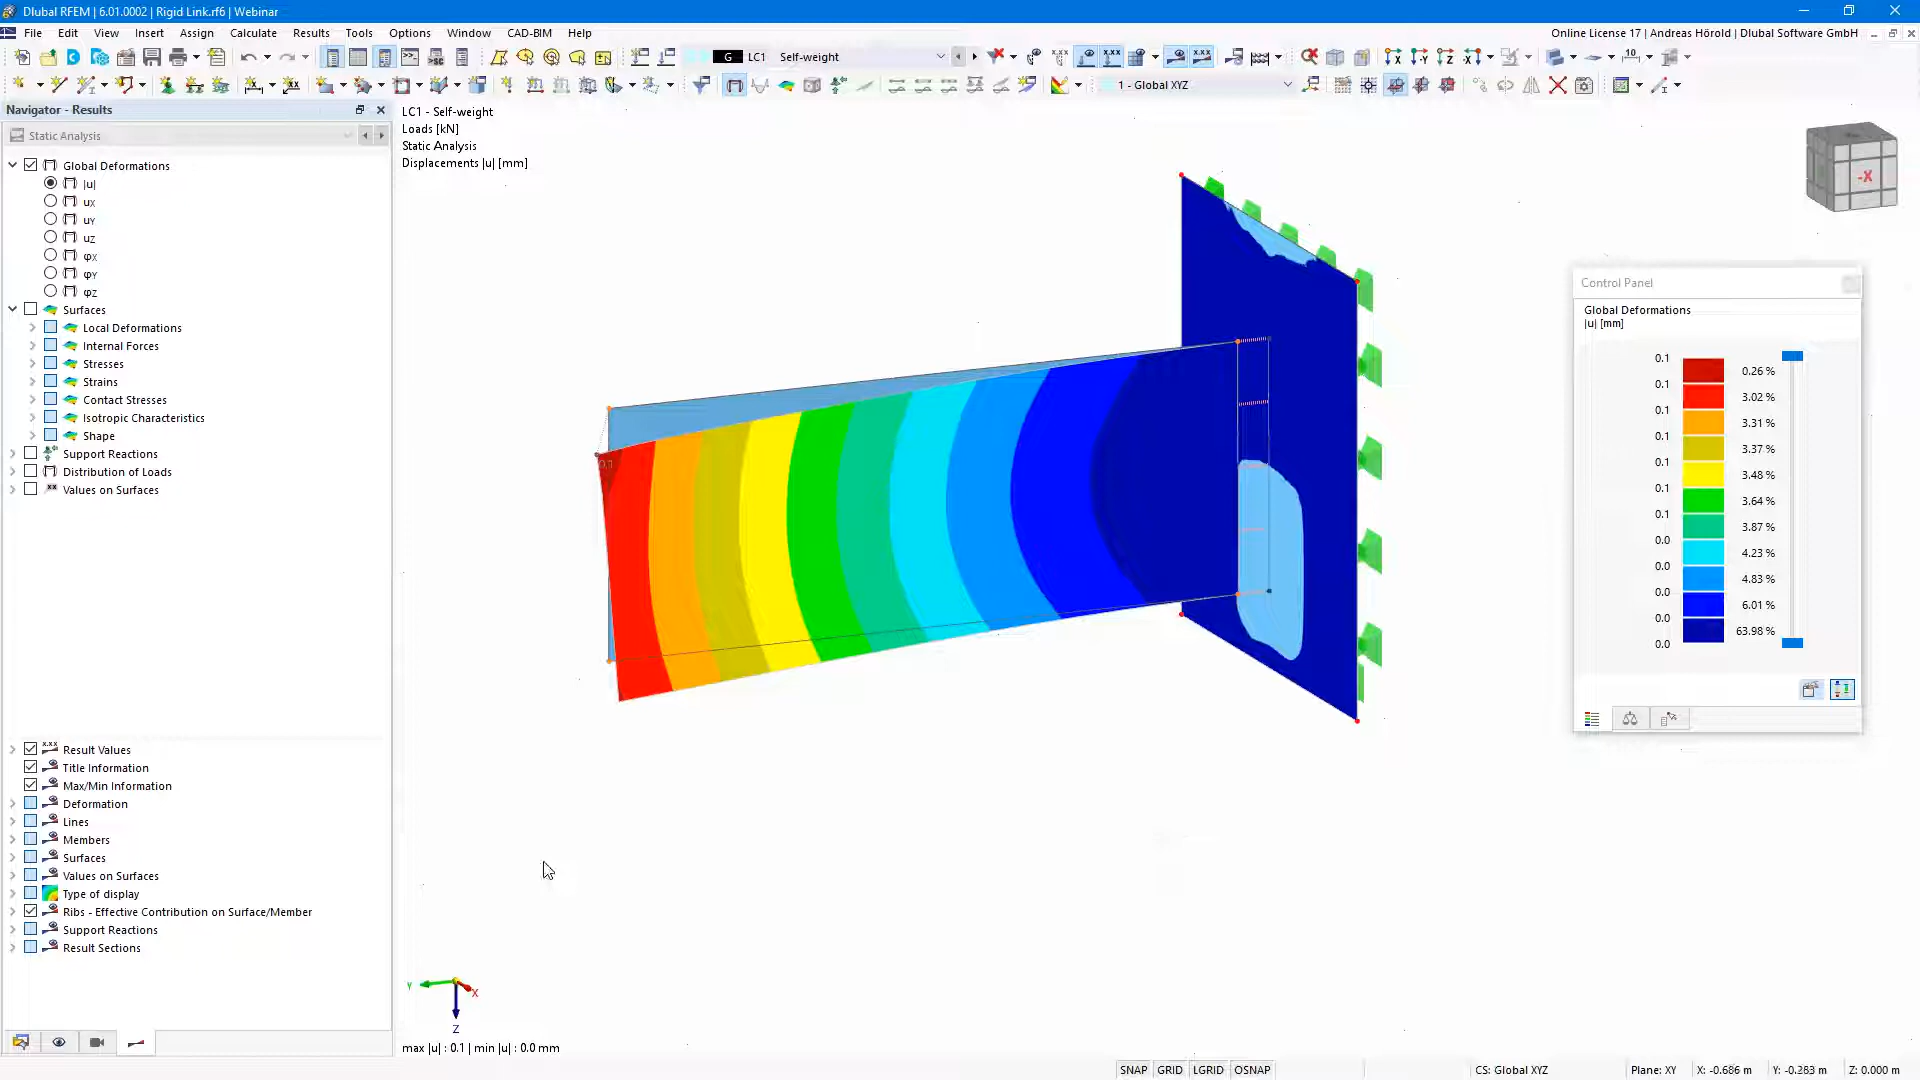 Dlubal RFEM | 6.01.0002 | Rigid Link.rf6 | Webinar
File Edit View Insert Assign Calculate Results Tools Options Window CAD-BIM Help
Online License 17 | Andreas Hörold | Dlubal Software GmbH
G LC1 Self-weight
1 - Global XYZ
Navigator - Results
Static Analysis
Global Deformations
|u|
uX
uY
uZ
φX
φY
φZ
Surfaces
Local Deformations
Internal Forces
Stresses
Strains
Contact Stresses
Isotropic Characteristics
Shape
Support Reactions
Distribution of Loads
Values on Surfaces
Result Values
Title Information
Max/Min Information
Deformation
Lines
Members
Surfaces
Values on Surfaces
Type of display
Ribs - Effective Contribution on Surface/Member
Support Reactions
Result Sections
LC1 - Self-weight
Loads [kN]
Static Analysis
Displacements |u| [mm]
0.1
-X
Y
X
Z
max |u| : 0.1 | min |u| : 0.0 mm
Control Panel
Global Deformations
|u| [mm]
0.1
0.26 %
0.1
3.02 %
0.1
3.31 %
0.1
3.37 %
0.1
3.48 %
0.1
3.64 %
0.1
3.87 %
0.0
4.23 %
0.0
4.83 %
0.0
6.01 %
0.0
63.98 %
0.0
SNAP GRID LGRID OSNAP
CS: Global XYZ
Plane: XY
X: -0.686 m
Y: -0.283 m
Z: 0.000 m